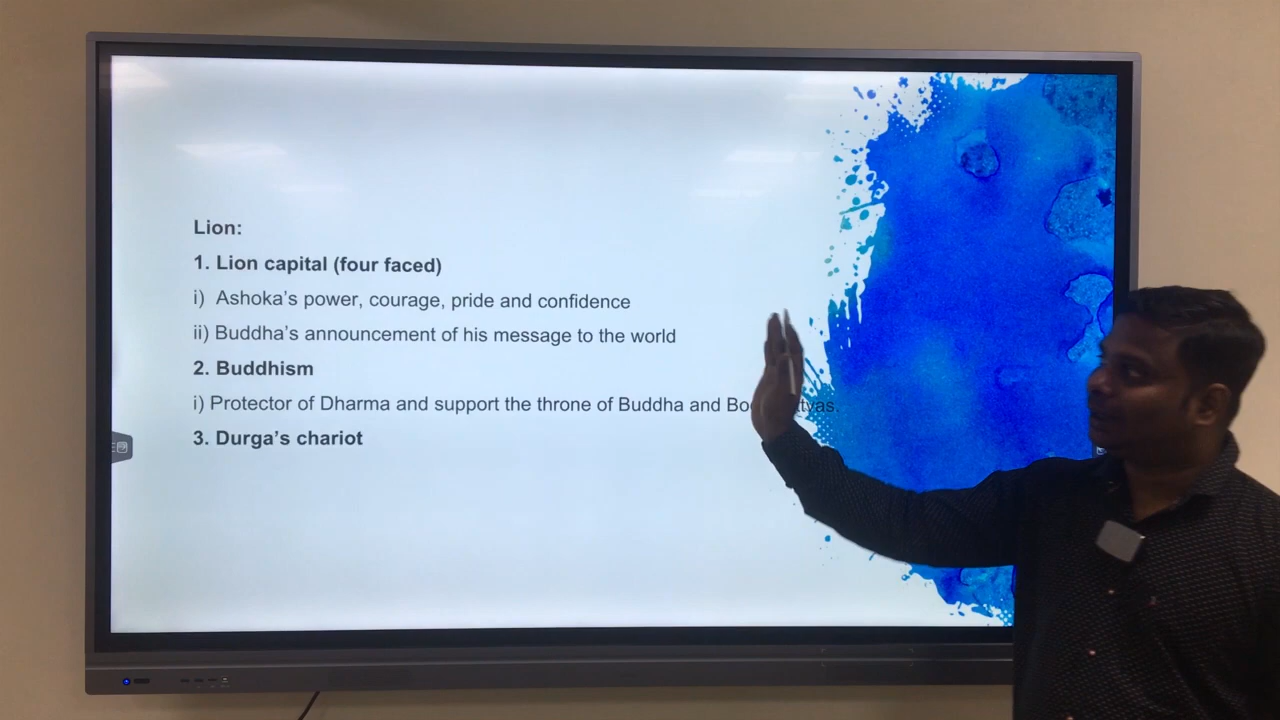 Lion:
1. Lion capital (four faced)
i) Ashoka's power, courage, pride and confidence
ii) Buddha's announcement of his message to the world
2. Buddhism
i) Protector of Dharma and support the throne of Buddha and
3. Durga's chariot